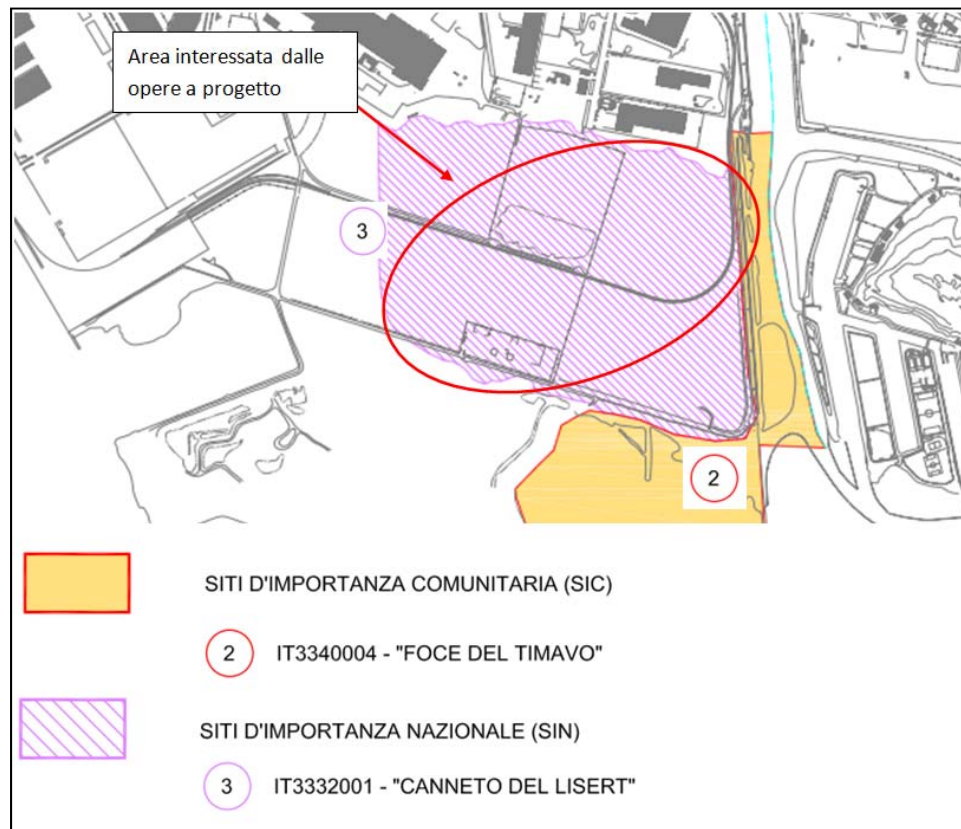 Area interessata dalle
opere a progetto
3
2
SITI D'IMPORTANZA COMUNITARIA (SIC)
2 IT3340004 - "FOCE DEL TIMAVO"
SITI D'IMPORTANZA NAZIONALE (SIN)
3 IT3332001 - "CANNETO DEL LISERT"